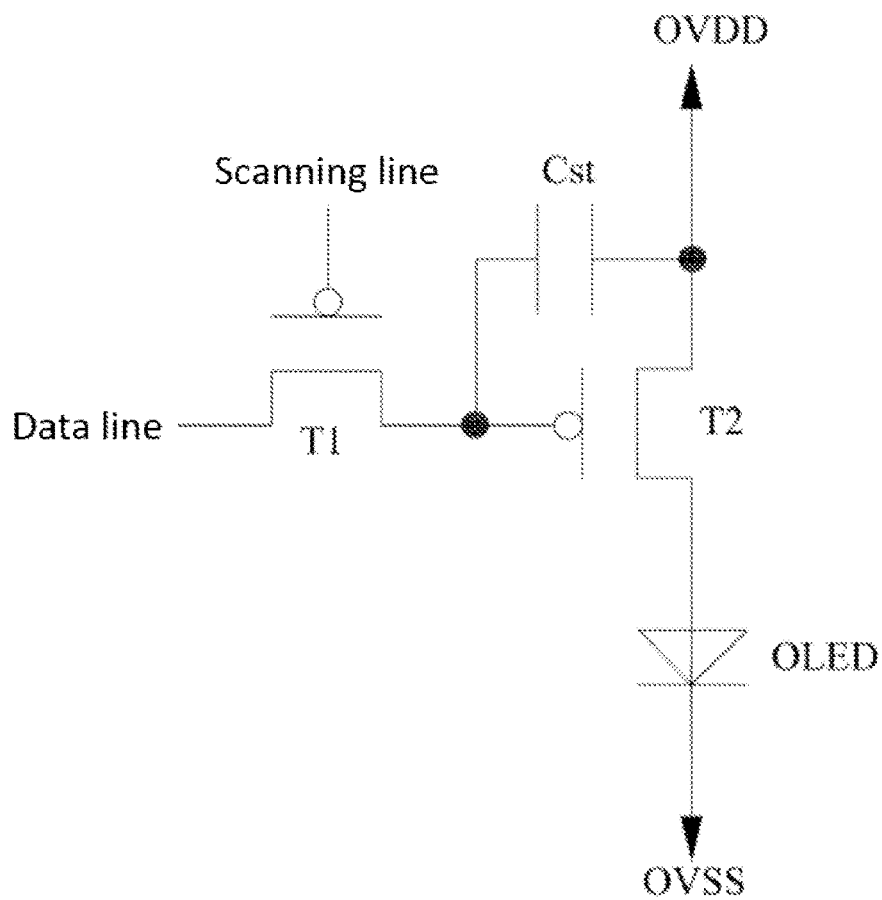 OVDD
Scanning line
Cst
Data line
T1
T2
OLED
OVSS